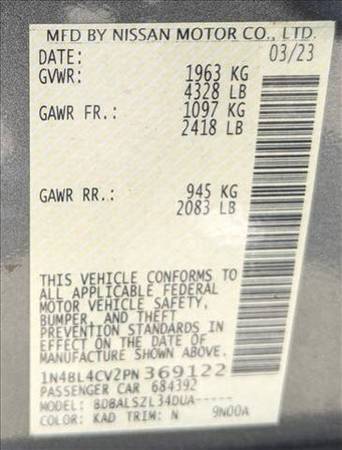 MFD BY NISSAN MOTOR CO., LTD.
DATE: 03/23
GVWR: 1963 KG
4328 LB
GAWR FR.: 1097 KG
2418 LB
GAWR RR.: 945 KG
2083 LB
THIS VEHICLE CONFORMS TO
ALL APPLICABLE FEDERAL
MOTOR VEHICLE SAFETY,
BUMPER, AND THEFT
PREVENTION STANDARDS IN
EFFECT ON THE DATE OF
MANUFACTURE SHOWN ABOVE.
1N4BL4CV2PN369122
PASSENGER CAR 684392
MODEL: BDBALSZL34DUA-----
COLOR: KAD TRIM: N 9N00A